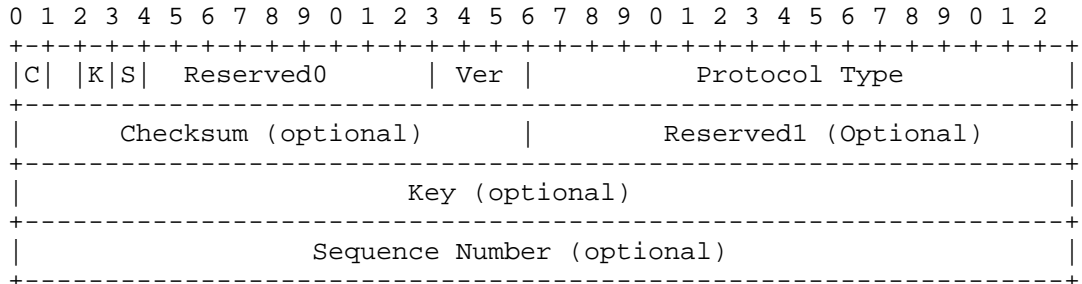 0 1 2 3 4 5 6 7 8 9 0 1 2 3 4 5 6 7 8 9 0 1 2 3 4 5 6 7 8 9 0 1 2
|C| |K|S| Reserved0 | Ver | Protocol Type |
| Checksum (optional) | Reserved1 (Optional) |
| Key (optional) |
| Sequence Number (optional) |